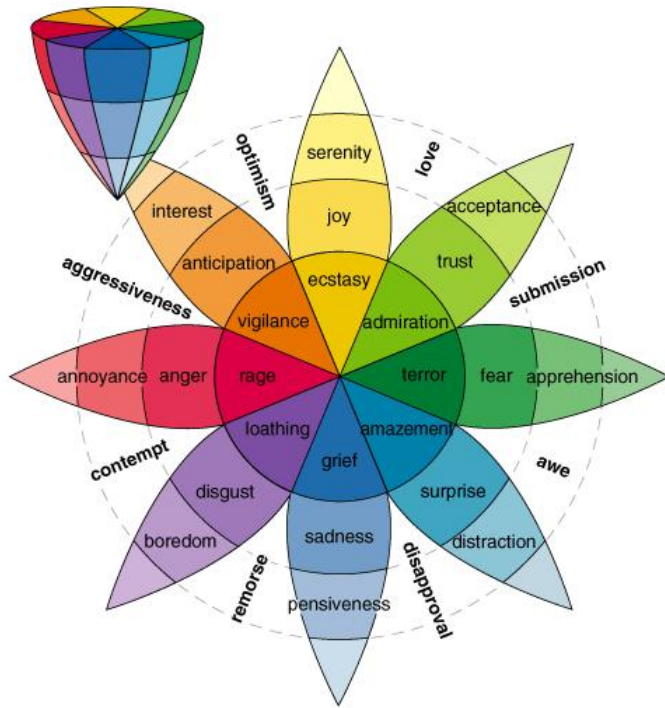 optimism
love
serenity
interest
acceptance
joy
anticipation
trust
aggressiveness
submission
ecstasy
vigilance
admiration
annoyance
anger
rage
terror
fear
apprehension
loathing
amazement
grief
contempt
awe
disgust
surprise
boredom
sadness
distraction
remorse
disapproval
pensiveness